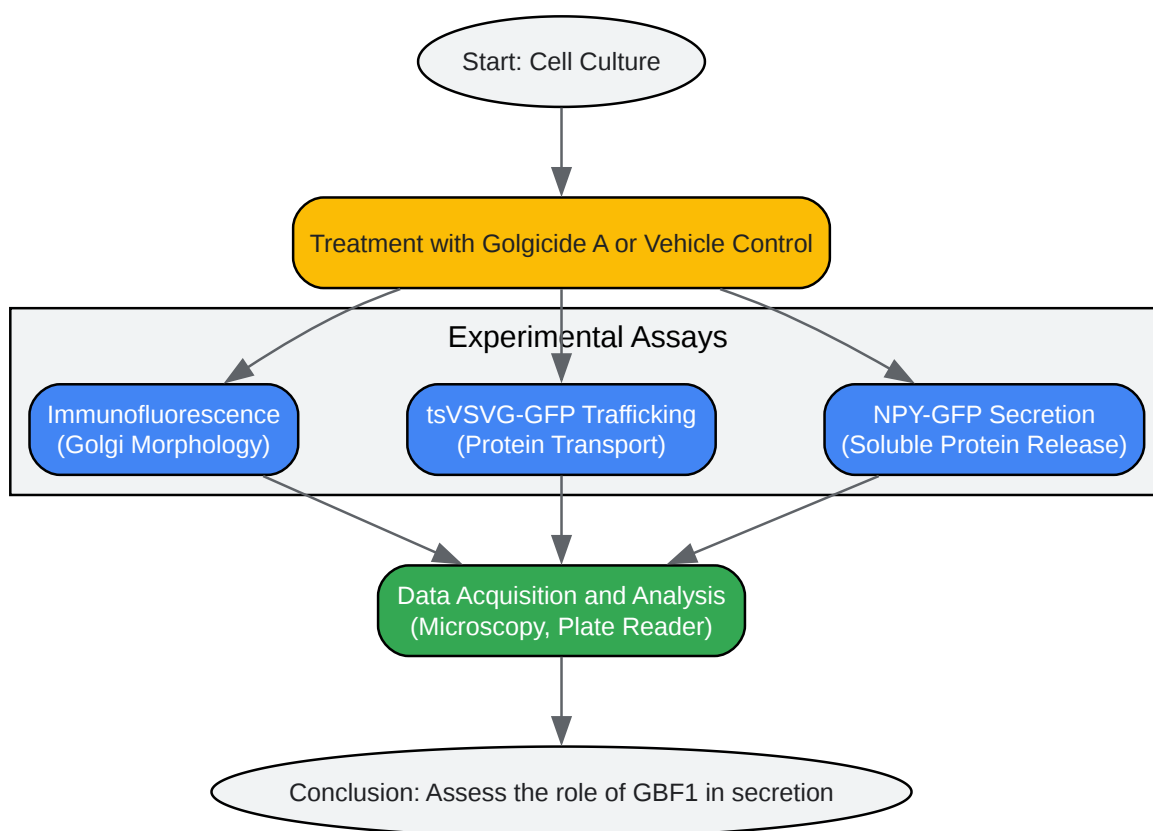 Start: Cell Culture
Treatment with Golgicide A or Vehicle Control
Experimental Assays
Immunofluorescence
(Golgi Morphology)
tsVSVG-GFP Trafficking
(Protein Transport)
NPY-GFP Secretion
(Soluble Protein Release)
Data Acquisition and Analysis
(Microscopy, Plate Reader)
Conclusion: Assess the role of GBF1 in secretion